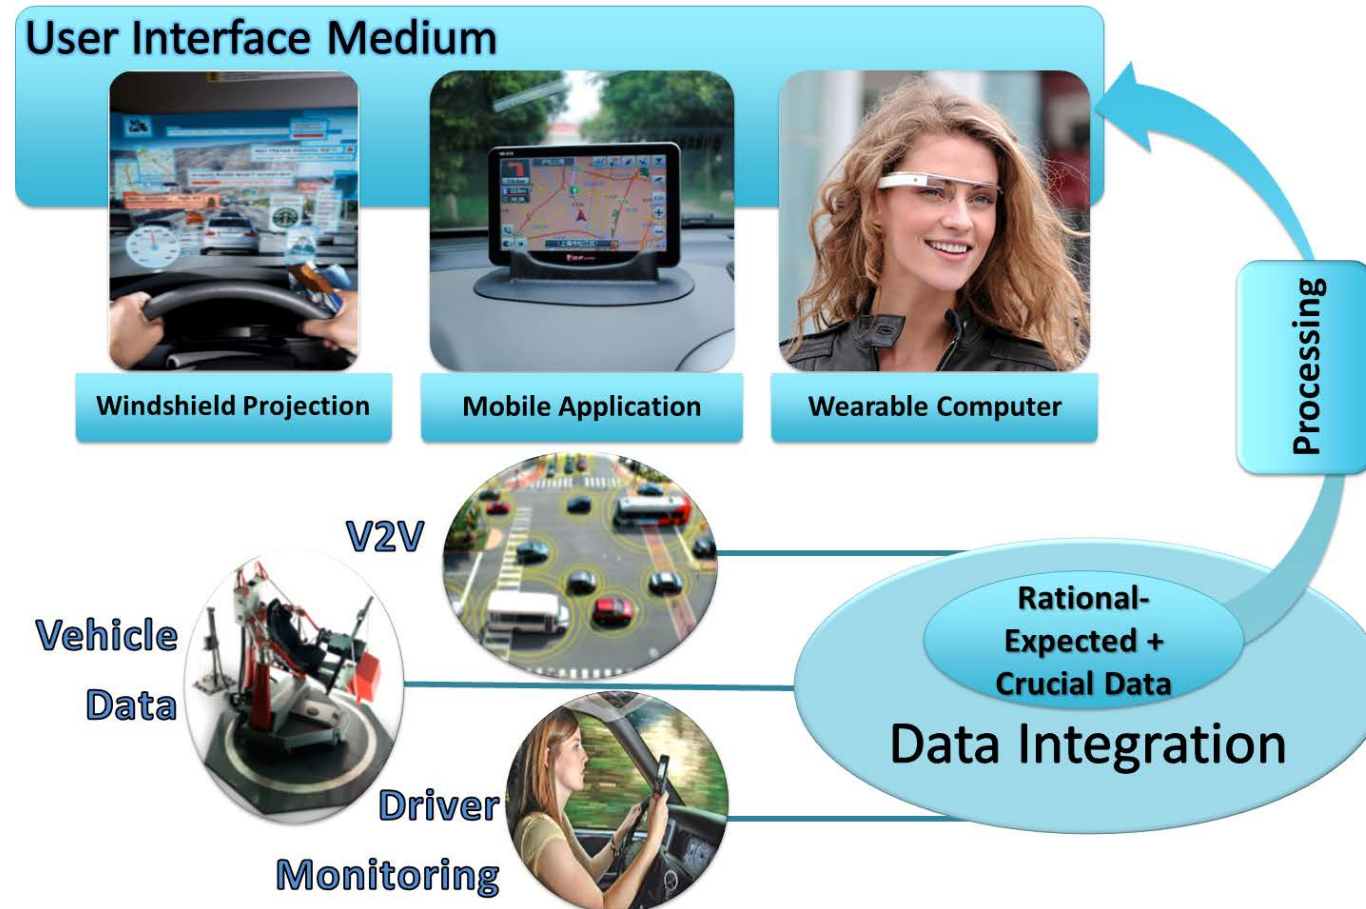 User Interface Medium
Windshield Projection
Mobile Application
Wearable Computer
Processing
V2V
Vehicle
Data
Driver
Monitoring
Rational-
Expected +
Crucial Data
Data Integration